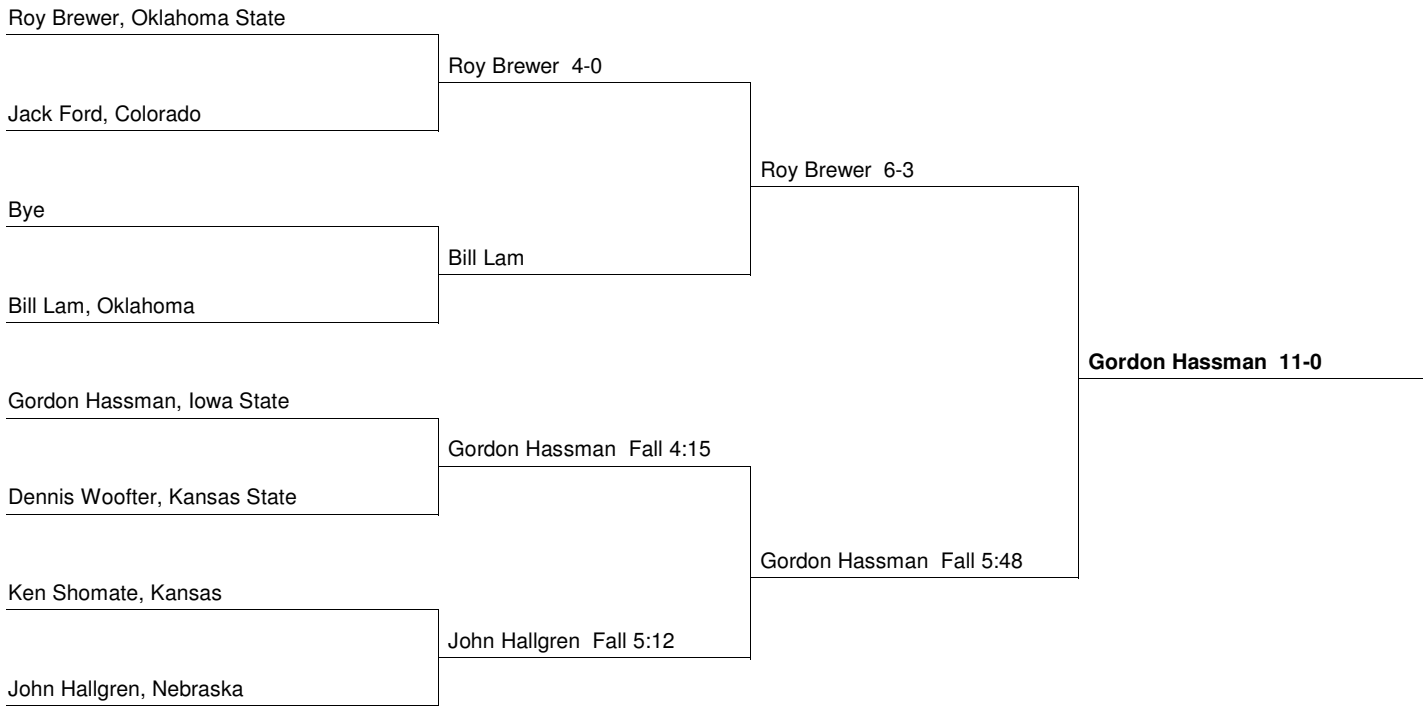 Roy Brewer, Oklahoma State
Roy Brewer  4-0
Jack Ford, Colorado
Roy Brewer  6-3
Bye
Bill Lam
Bill Lam, Oklahoma
Gordon Hassman  11-0
Gordon Hassman, Iowa State
Gordon Hassman  Fall 4:15
Dennis Woofter, Kansas State
Gordon Hassman  Fall 5:48
Ken Shomate, Kansas
John Hallgren  Fall 5:12
John Hallgren, Nebraska